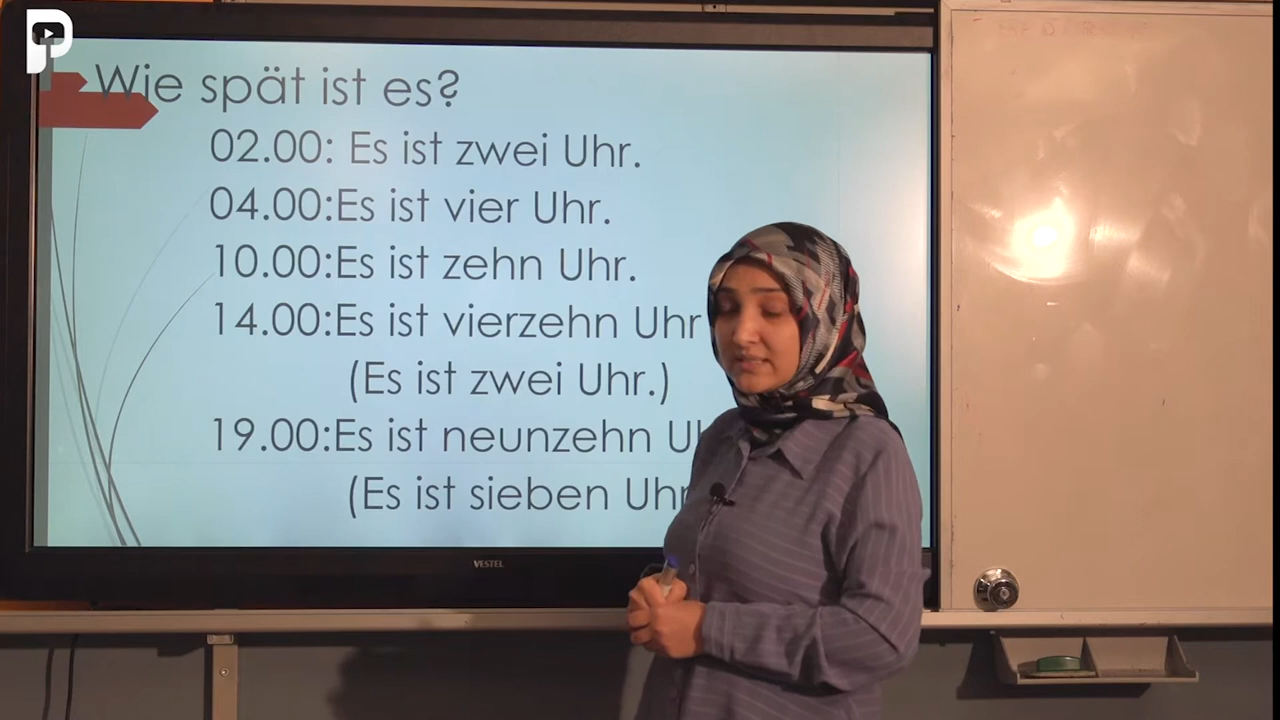 Wie spät ist es?
02.00: Es ist zwei Uhr.
04.00:Es ist vier Uhr.
10.00:Es ist zehn Uhr.
14.00:Es ist vierzehn Uhr
(Es ist zwei Uhr.)
19.00:Es ist neunzehn
(Es ist sieben Uhr
VESTEL